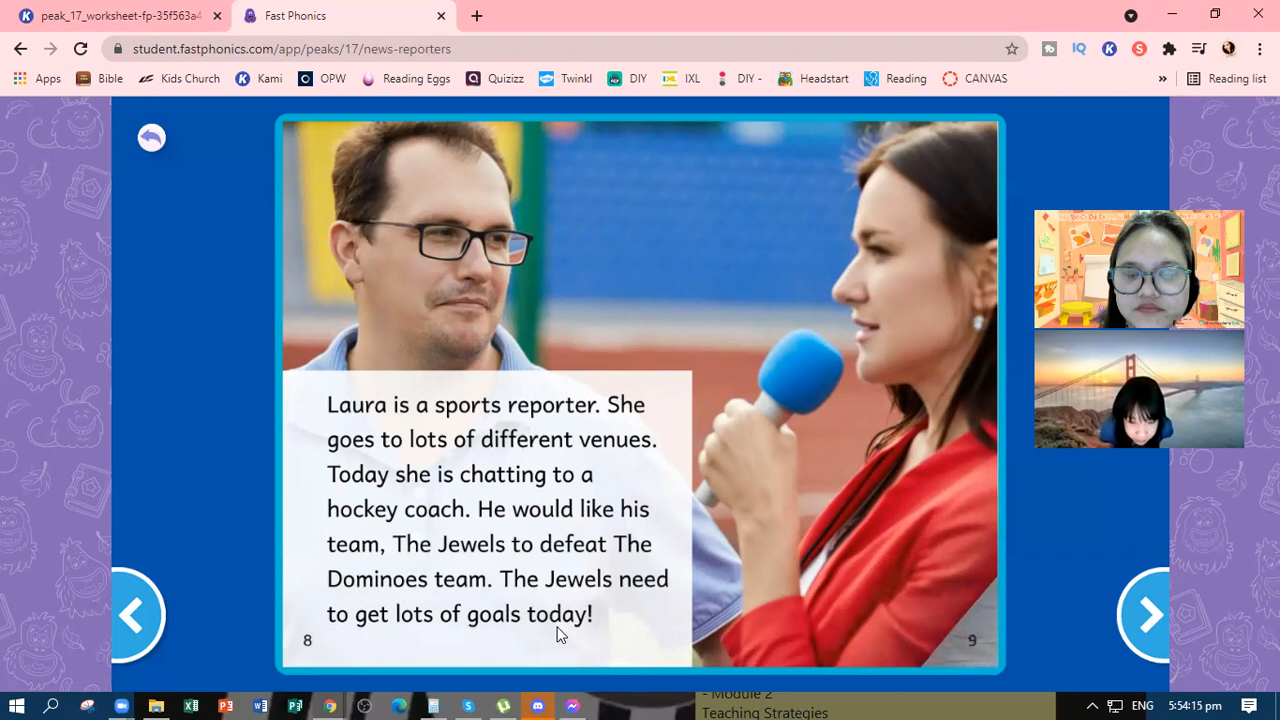 peak_17_worksheet-fp-35f563a4
Fast Phonics
student.fastphonics.com/app/peaks/17/news-reporters
Apps
Bible
Kids Church
Kami
OPW
Reading Eggs
Quizizz
Twinkl
DIY
IXL
DIY -
Headstart
Reading
CANVAS
»
Reading list
Laura is a sports reporter. She
goes to lots of different venues.
Today she is chatting to a
hockey coach. He would like his
team, The Jewels to defeat The
Dominoes team. The Jewels need
to get lots of goals today!
8
9
- Module 2
Teaching Strategies
ENG
5:54:15 pm